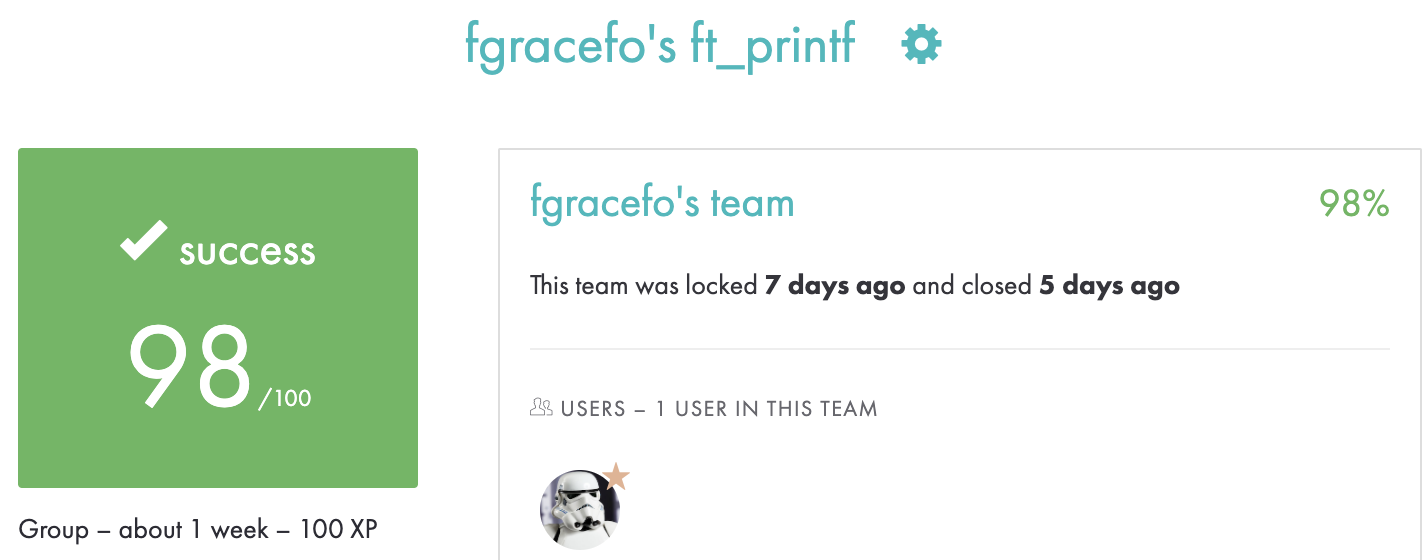 fgracefo's ft_printf
success
98 /100
Group – about 1 week – 100 XP
fgracefo's team 98%
This team was locked 7 days ago and closed 5 days ago
USERS – 1 USER IN THIS TEAM